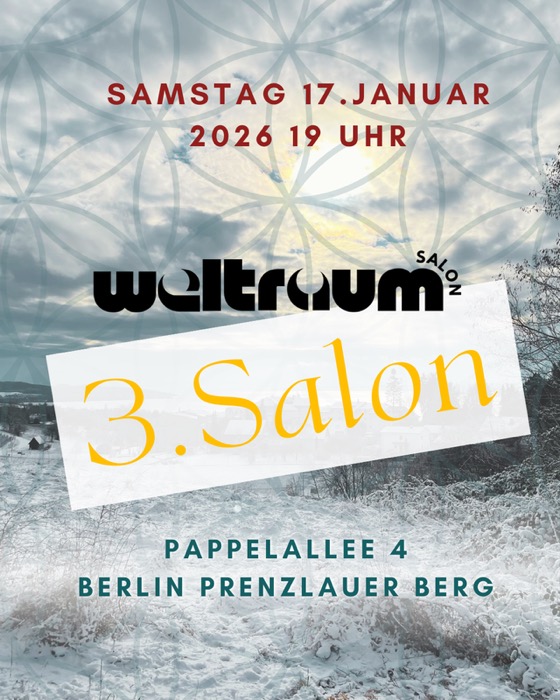 SAMSTAG 17.JANUAR
2026 19 UHR
weltraum SALON
3.Salon
PAPPELALLEE 4
BERLIN PRENZLAUER BERG